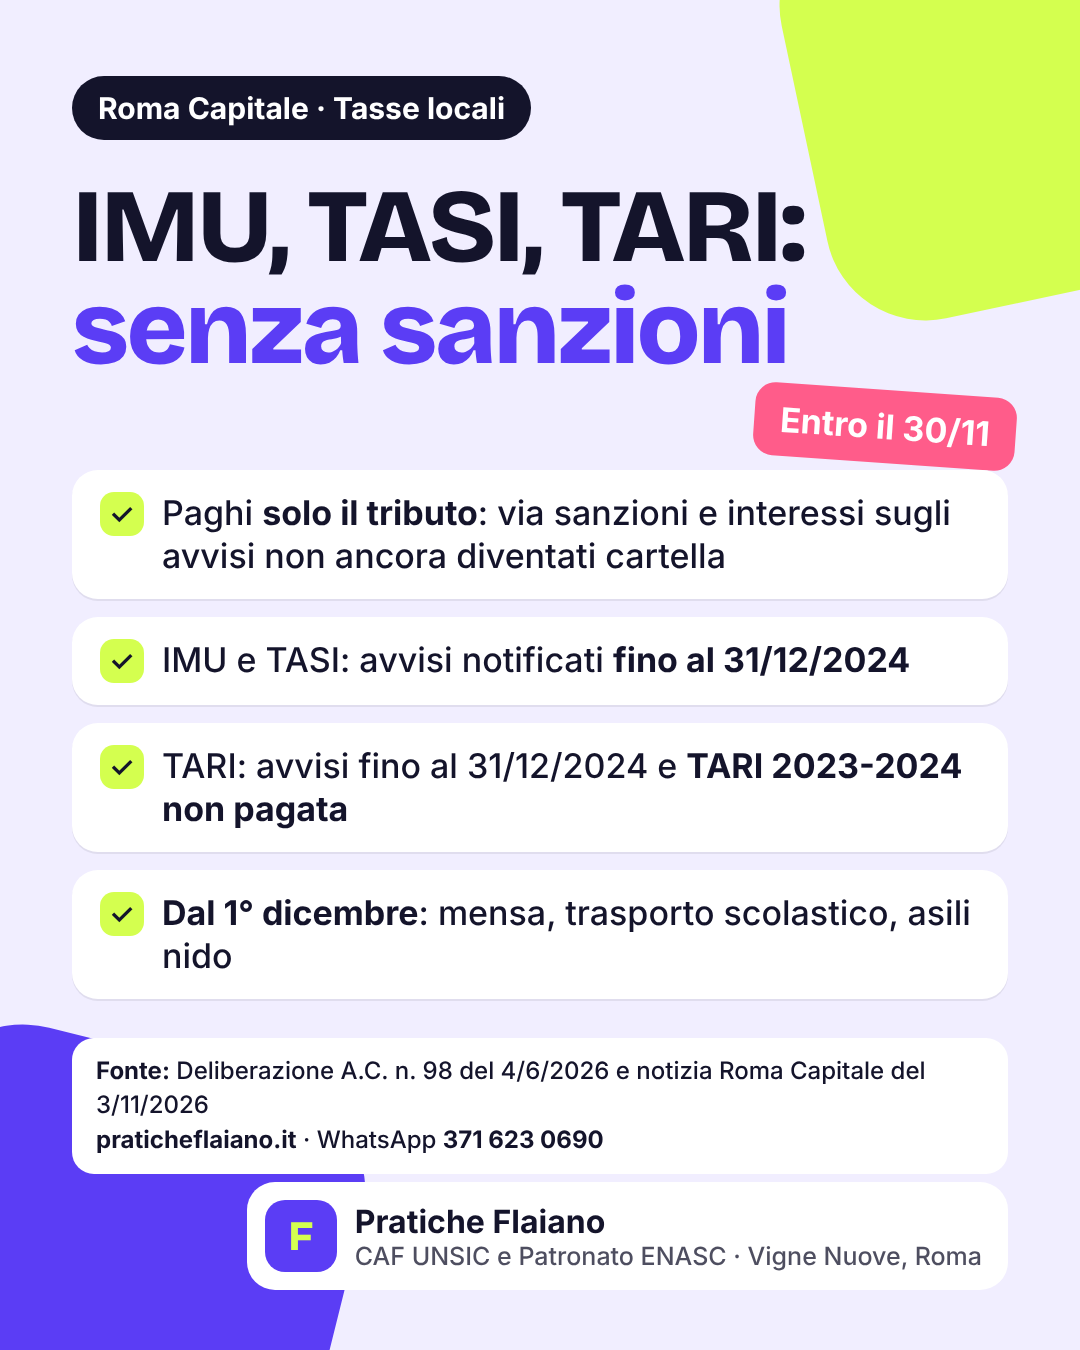 Roma Capitale · Tasse locali
IMU, TASI, TARI:
senza sanzioni
Entro il 30/11
Paghi solo il tributo: via sanzioni e interessi sugli
avvisi non ancora diventati cartella
IMU e TASI: avvisi notificati fino al 31/12/2024
TARI: avvisi fino al 31/12/2024 e TARI 2023-2024
non pagata
Dal 1° dicembre: mensa, trasporto scolastico, asili
nido
Fonte: Deliberazione A.C. n. 98 del 4/6/2026 e notizia Roma Capitale del
3/11/2026
praticheflaiano.it · WhatsApp 371 623 0690
F
Pratiche Flaiano
CAF UNSIC e Patronato ENASC · Vigne Nuove, Roma